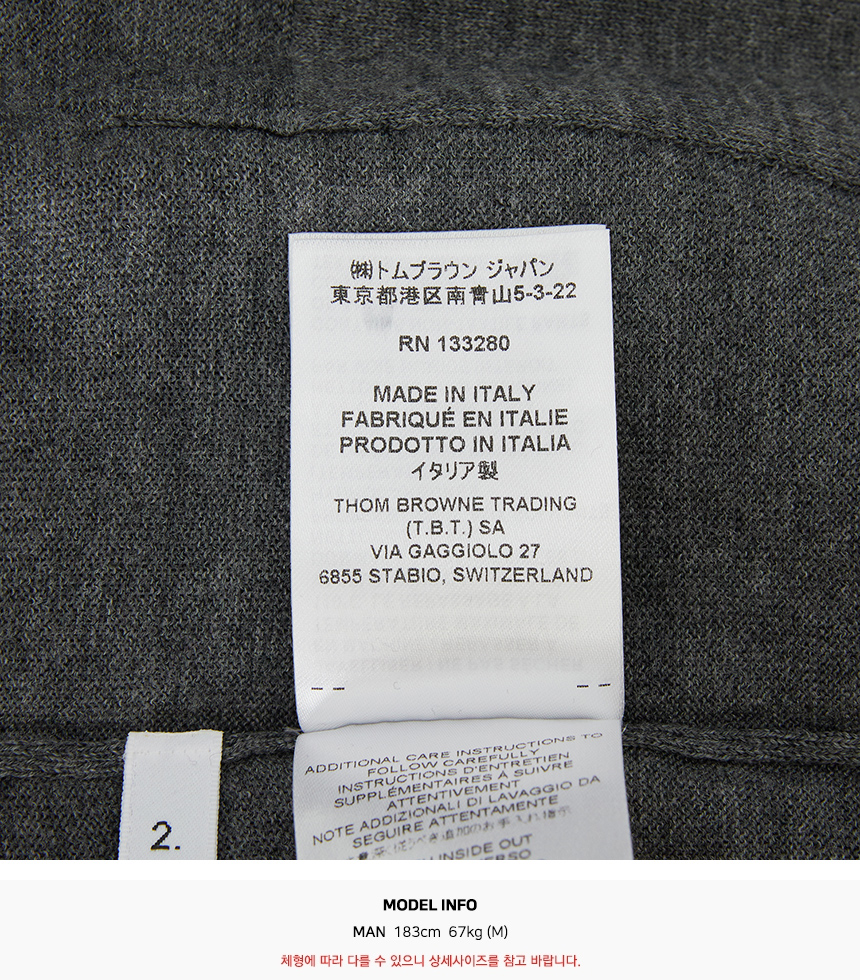 ㈱トムブラウン ジャパン
東京都港区南青山5-3-22
RN 133280
MADE IN ITALY
FABRIQUÉ EN ITALIE
PRODOTTO IN ITALIA
イタリア製
THOM BROWNE TRADING
(T.B.T.) SA
VIA GAGGIOLO 27
6855 STABIO, SWITZERLAND
ADDITIONAL CARE INSTRUCTIONS TO
FOLLOW CAREFULLY
INSTRUCTIONS D'ENTRETIEN
SUPPLÉMENTAIRES À SUIVRE
ATTENTIVEMENT
NOTE ADDIZIONALI DI LAVAGGIO DA
SEGUIRE ATTENTAMENTE
INSIDE OUT
2.
MODEL INFO
MAN 183cm 67kg (M)
체형에 따라 다를 수 있으니 상세사이즈를 참고 바랍니다.